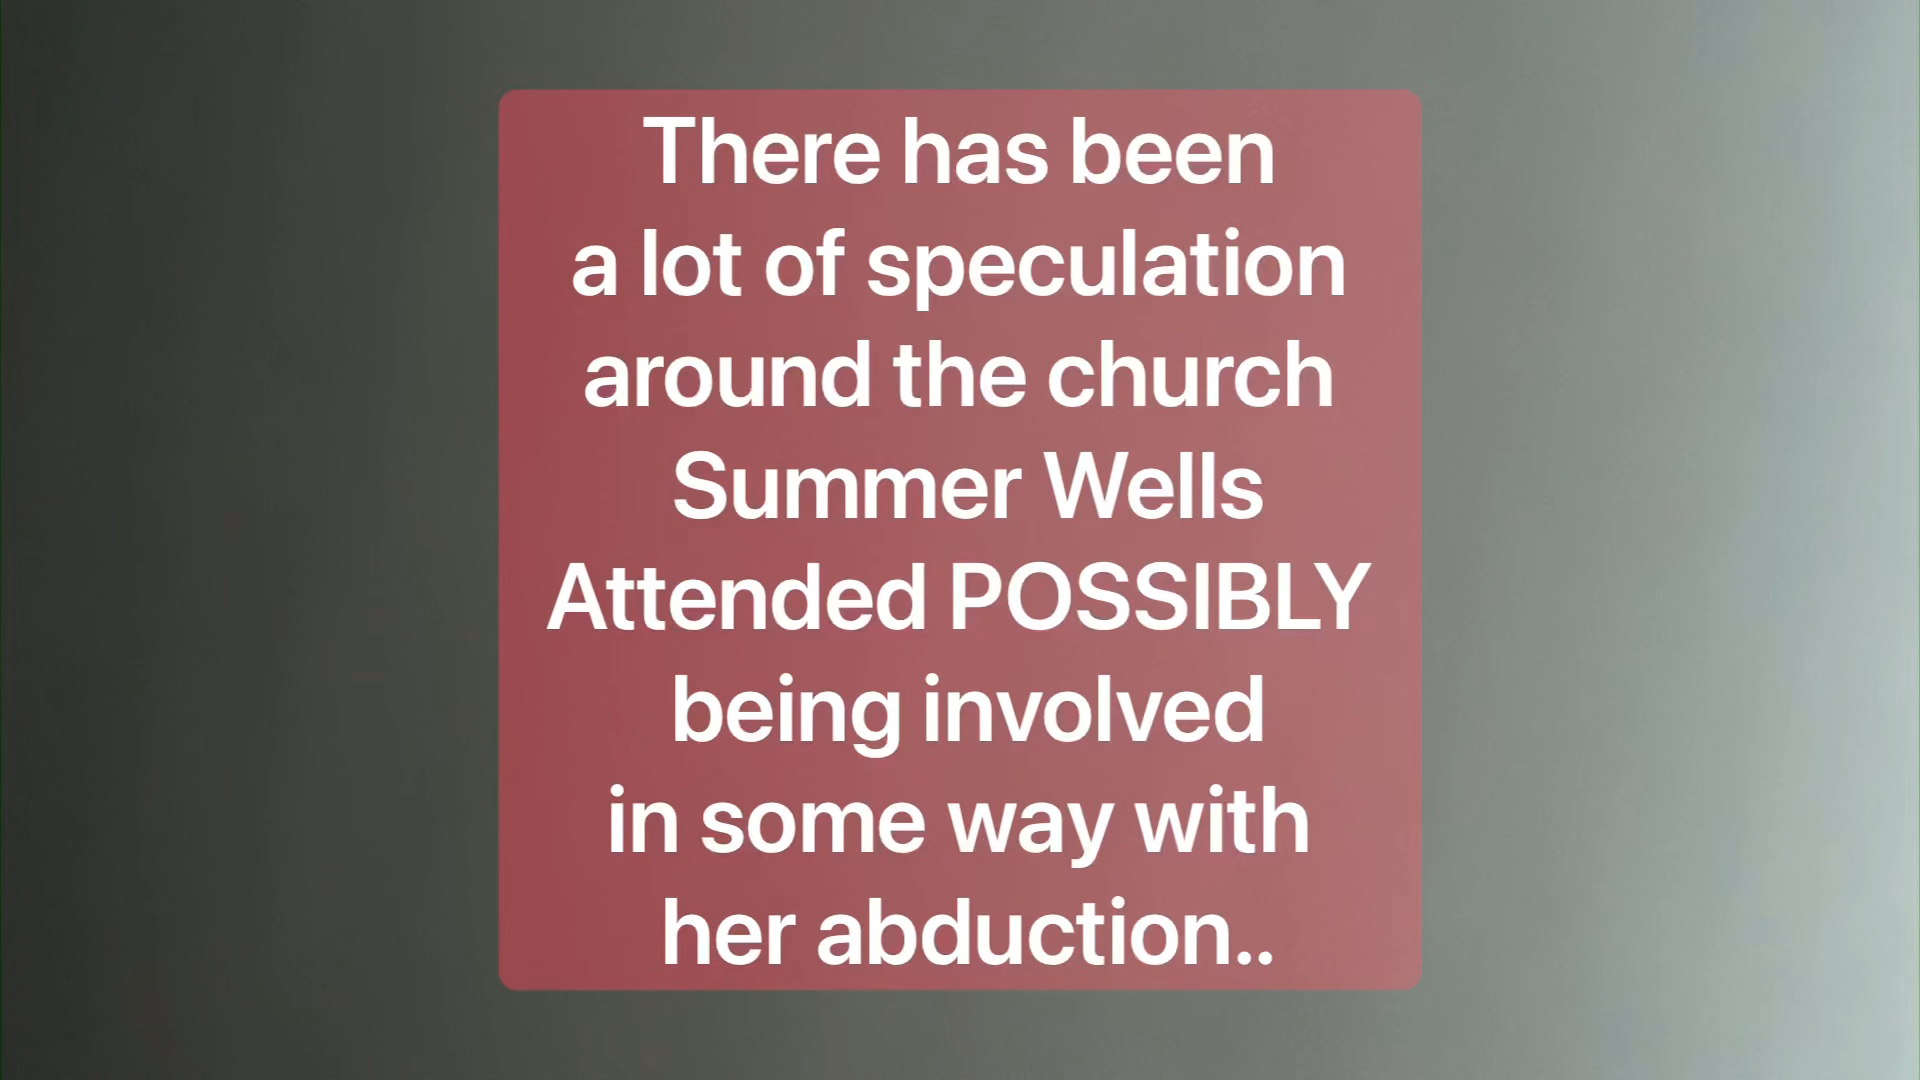 There has been
a lot of speculation
around the church
Summer Wells
Attended POSSIBLY
being involved
in some way with
her abduction..